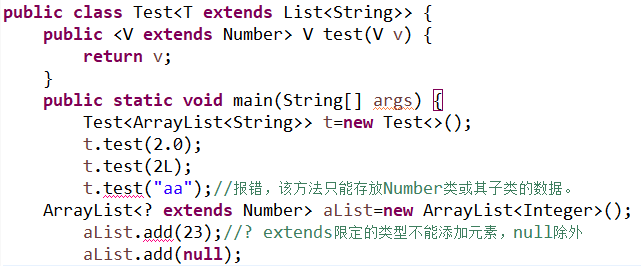 public class Test<T extends List<String>> {
public <V extends Number> V test(V v) {
return v;
}
public static void main(String[] args) {
Test<ArrayList<String>> t=new Test<>();
t.test(2.0);
t.test(2L);
t.test("aa");//报错，该方法只能存放Number类或其子类的数据。
ArrayList<? extends Number> aList=new ArrayList<Integer>();
aList.add(23);//? extends限定的类型不能添加元素，null除外
aList.add(null);